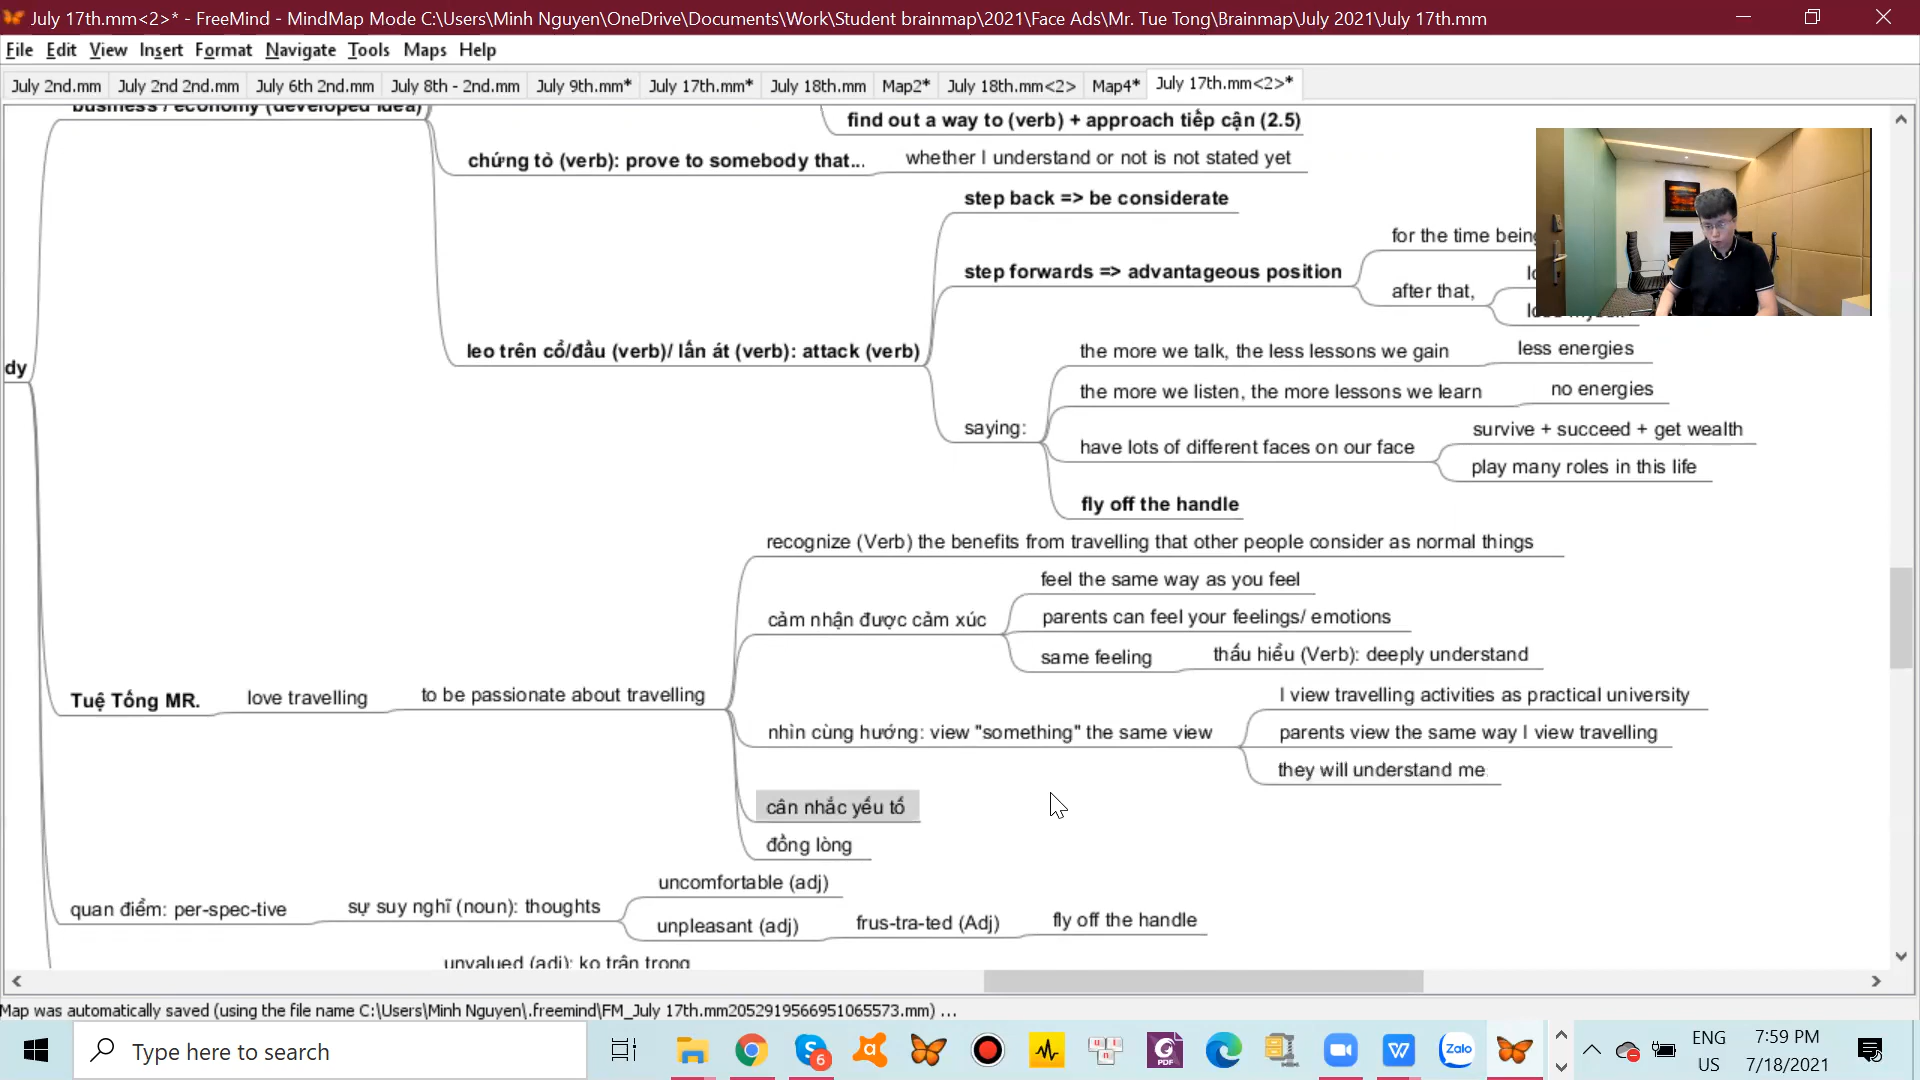 July 17th.mm<2>* - FreeMind - MindMap Mode C:\Users\Minh Nguyen\OneDrive\Documents\Work\Student brainmap\2021\Face Ads\Mr. Tue Tong\Brainmap\July 2021\July 17th.mm
File Edit View Insert Format Navigate Tools Maps Help
July 2nd.mm July 2nd 2nd.mm July 6th 2nd.mm July 8th - 2nd.mm July 9th.mm* July 17th.mm* July 18th.mm Map2* July 18th.mm<2> Map4* July 17th.mm<2>*
business / economy (developed idea)
find out a way to (verb) + approach tiếp cận (2.5)
chứng tỏ (verb): prove to somebody that...
whether I understand or not is not stated yet
step back => be considerate
for the time being
step forwards => advantageous position
after that,
leo trên cổ/đầu (verb)/ lấn át (verb): attack (verb)
the more we talk, the less lessons we gain
less energies
dy
the more we listen, the more lessons we learn
no energies
saying:
survive + succeed + get wealth
have lots of different faces on our face
play many roles in this life
fly off the handle
recognize (Verb) the benefits from travelling that other people consider as normal things
feel the same way as you feel
cảm nhận được cảm xúc
parents can feel your feelings/ emotions
same feeling
thấu hiểu (Verb): deeply understand
Tuệ Tống MR.
love travelling
to be passionate about travelling
I view travelling activities as practical university
nhìn cùng hướng: view "something" the same view
parents view the same way I view travelling
they will understand me
cân nhắc yếu tố
đồng lòng
uncomfortable (adj)
quan điểm: per-spec-tive
sự suy nghĩ (noun): thoughts
unpleasant (adj)
frus-tra-ted (Adj)
fly off the handle
unvalued (adj): ko trân trọng
Map was automatically saved (using the file name C:\Users\Minh Nguyen\.freemind\FM_July 17th.mm2052919566951065573.mm) ...
Type here to search
6
Zalo
ENG
US
7:59 PM
7/18/2021